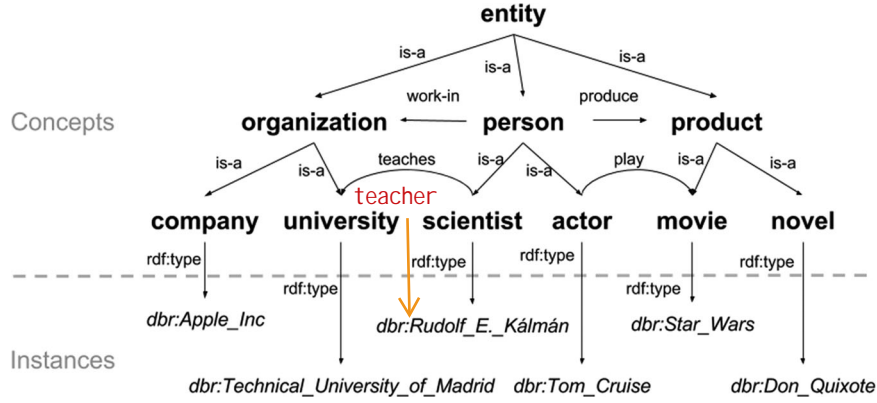 entity
is-a is-a is-a
work-in produce
Concepts organization person product
is-a is-a teaches is-a is-a play is-a is-a
teacher
company university scientist actor movie novel
rdf:type rdf:type rdf:type rdf:type rdf:type rdf:type
dbr:Apple_Inc dbr:Rudolf_E._Kálmán dbr:Star_Wars
Instances
dbr:Technical_University_of_Madrid dbr:Tom_Cruise dbr:Don_Quixote